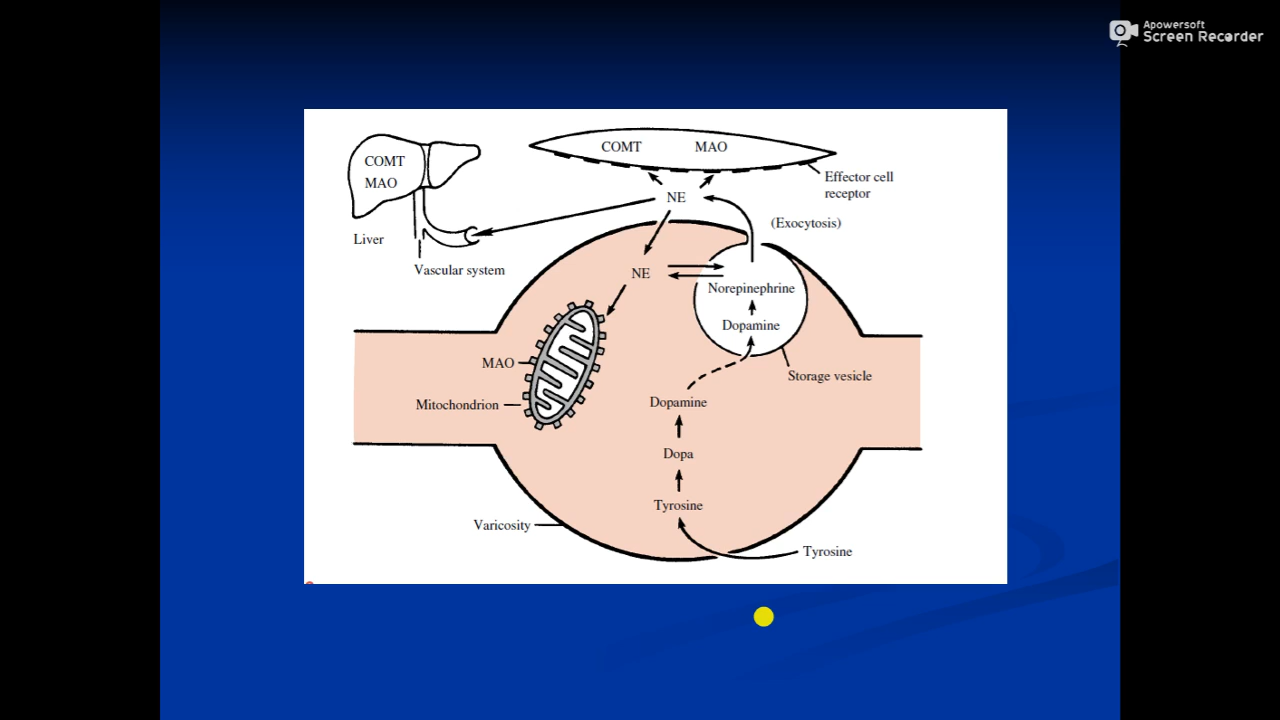 Apowersoft
Screen Recorder
COMT
MAO
Liver
Vascular system
COMT MAO
Effector cell
receptor
NE
(Exocytosis)
NE
Norepinephrine
Dopamine
Storage vesicle
MAO
Mitochondrion
Dopamine
Dopa
Tyrosine
Varicosity
Tyrosine